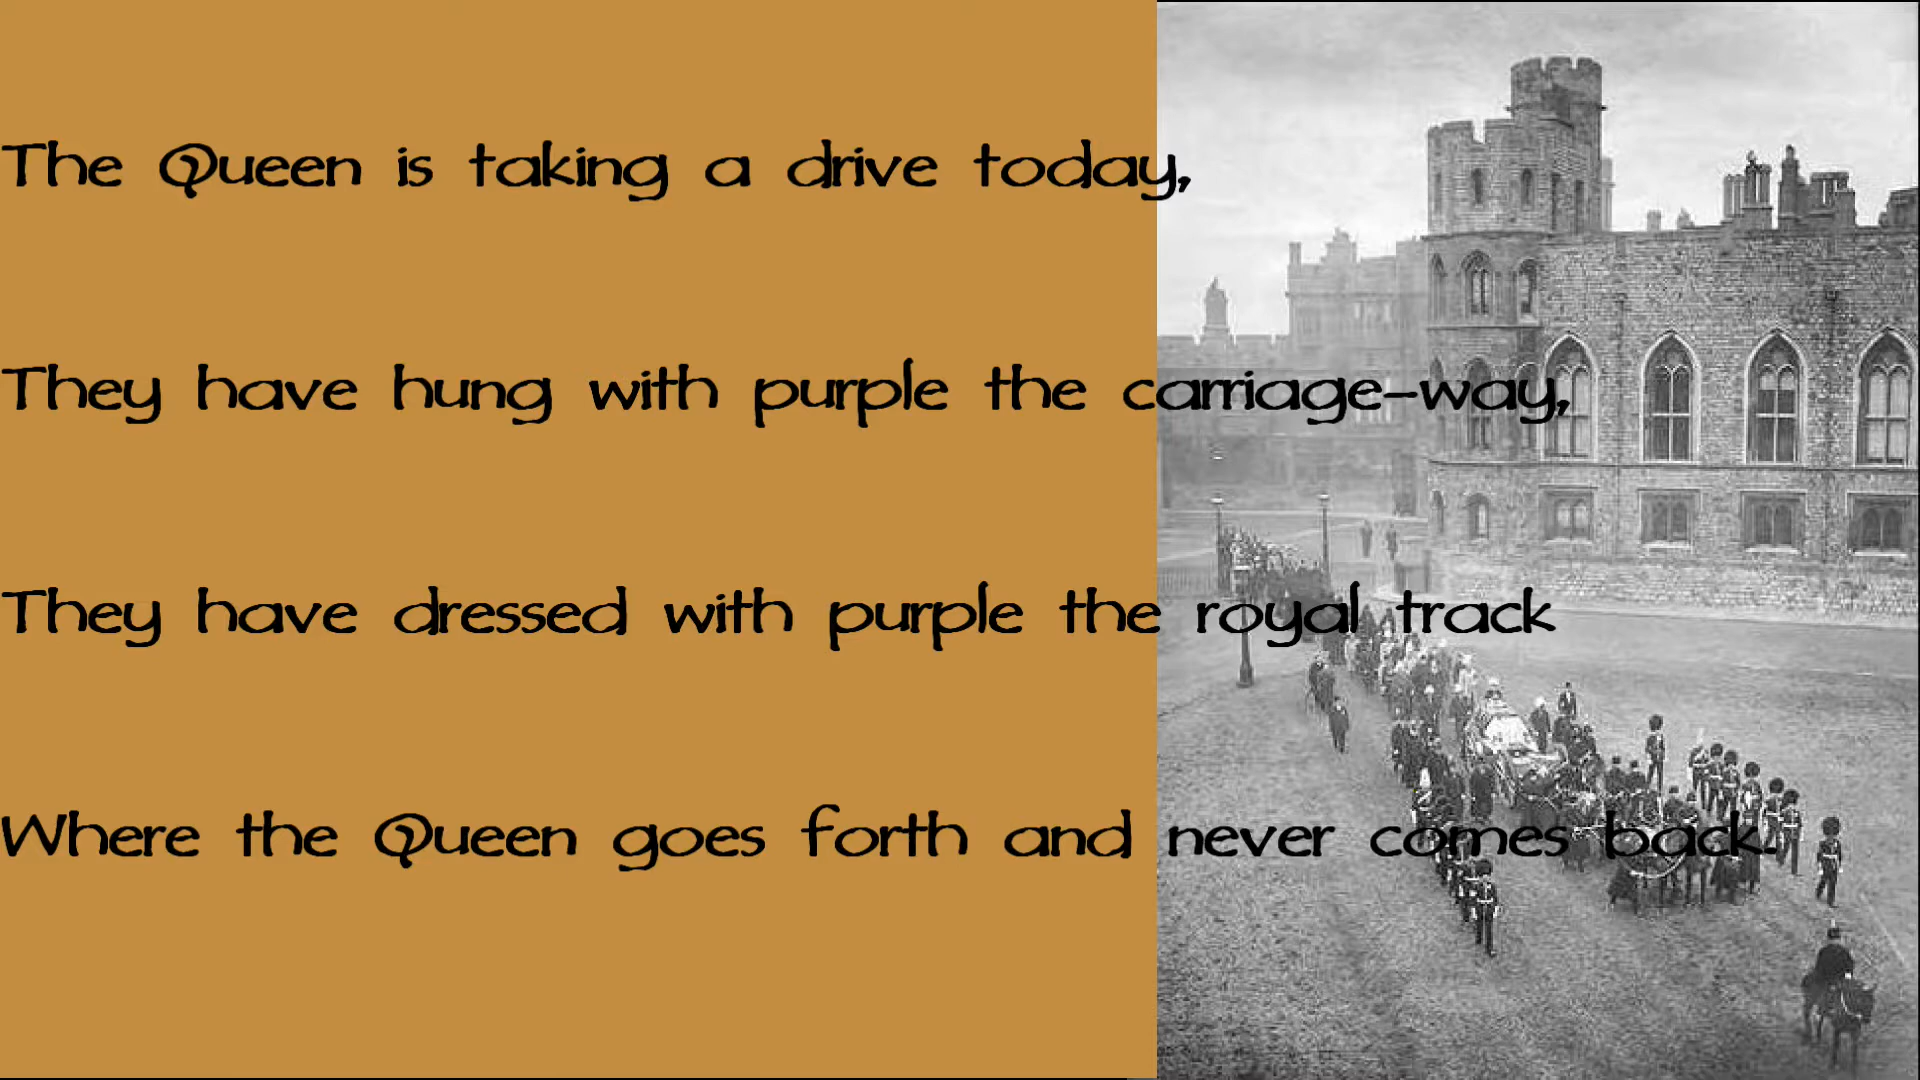 The Queen is taking a drive today,
They have hung with purple the carriage-way,
They have dressed with purple the royal track
Where the Queen goes forth and never comes back.